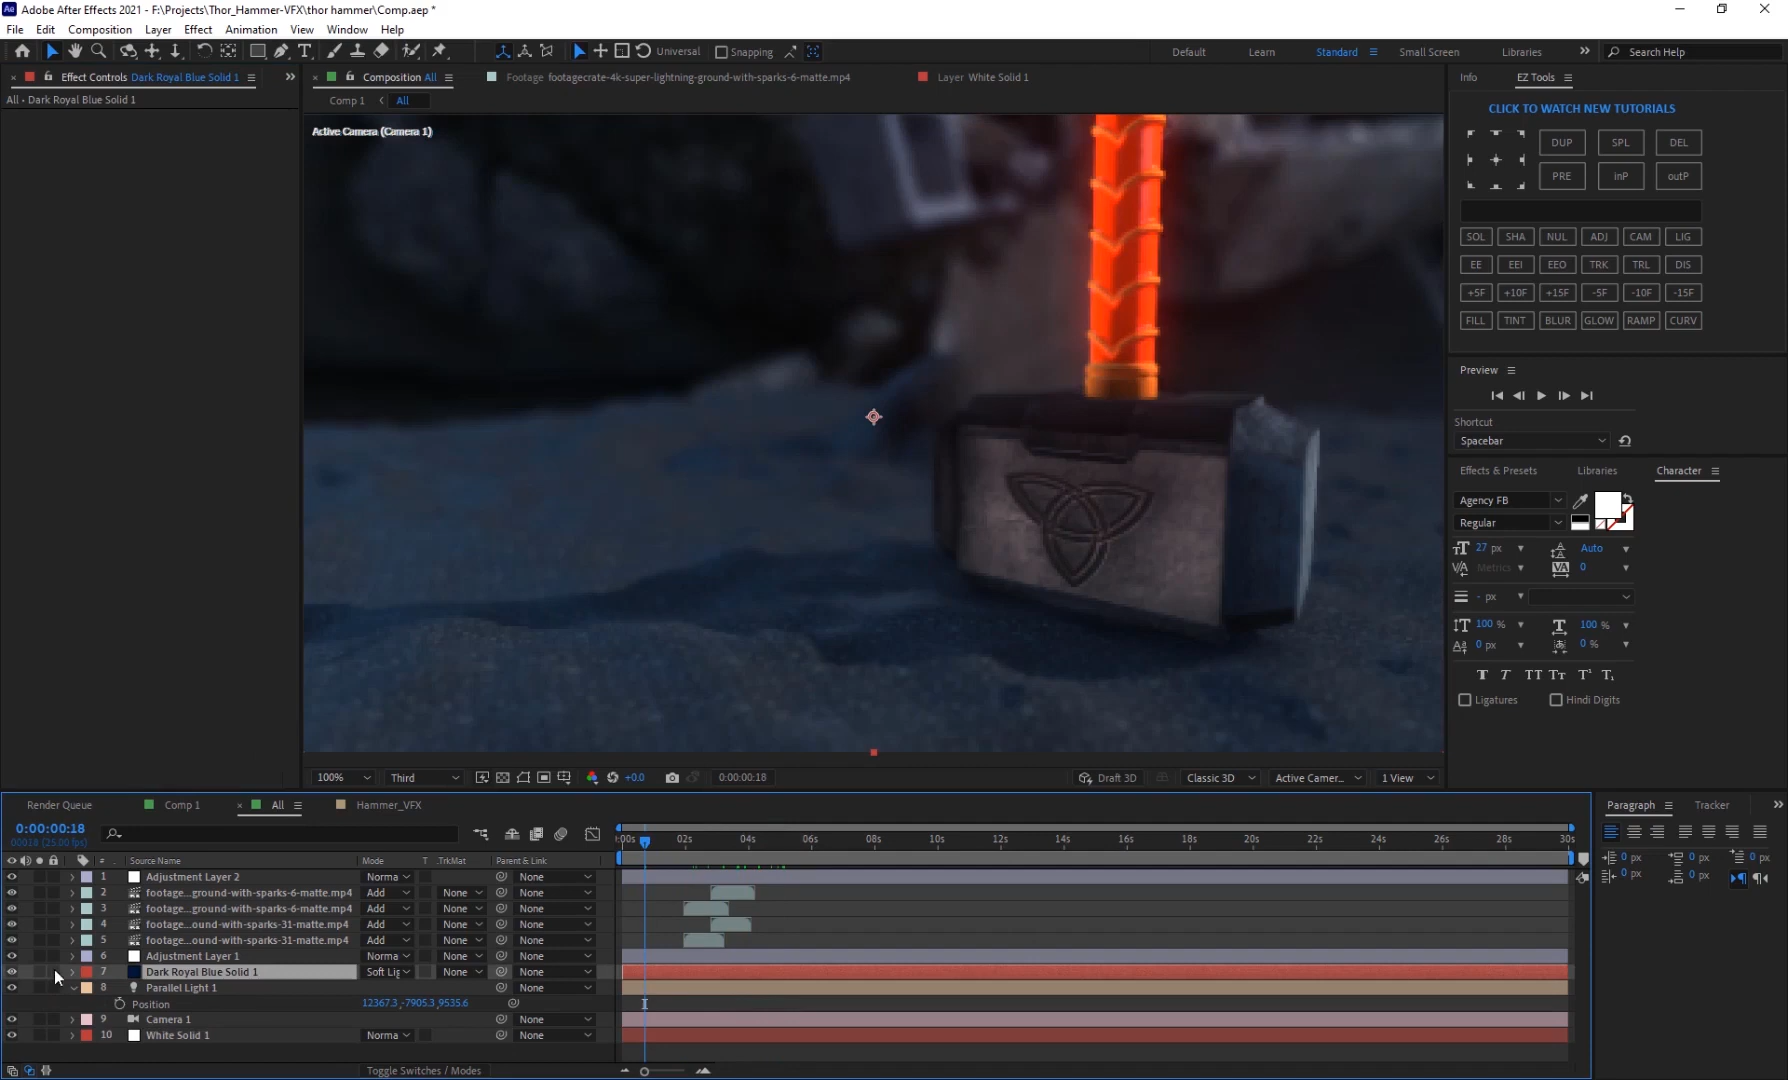 Adobe After Effects 2021 - F:\Projects\Thor_Hammer-VFX\thor hammer\Comp.aep *
File Edit Composition Layer Effect Animation View Window Help
Universal Snapping Default Learn Standard Small Screen Libraries Search Help
Effect Controls Dark Royal Blue Solid 1
Composition All Footage footagecrate-4k-super-lightning-ground-with-sparks-6-matte.mp4 Layer White Solid 1
Info EZ Tools
All • Dark Royal Blue Solid 1
Comp 1 All
Active Camera (Camera 1)
CLICK TO WATCH NEW TUTORIALS
DUP SPL DEL
PRE inP outP
SOL SHA NUL ADJ CAM LIG
EE EEI EEO TRK TRL DIS
+5F +10F +15F -5F -10F -15F
FILL TINT BLUR GLOW RAMP CURV
Preview
Shortcut
Spacebar
Effects & Presets Libraries Character
Agency FB
Regular
27 px Auto
Metrics 0
- px
100 % 100 %
0 px 0 %
Ligatures Hindi Digits
100% Third +0.0 0:00:00:18 Draft 3D Classic 3D Active Camer... 1 View
Render Queue Comp 1 All Hammer_VFX
Paragraph Tracker
0:00:00:18
00018 (25.00 fps)
:00s 02s 04s 06s 08s 10s 12s 14s 16s 18s 20s 22s 24s 26s 28s 30s
# Source Name Mode T .TrkMat Parent & Link
0 px 0 px 0 px
0 px 0 px
1 Adjustment Layer 2 Norma None
2 footage...ground-with-sparks-6-matte.mp4 Add None None
3 footage...ground-with-sparks-6-matte.mp4 Add None None
4 footage...ound-with-sparks-31-matte.mp4 Add None None
5 footage...ound-with-sparks-31-matte.mp4 Add None None
6 Adjustment Layer 1 Norma None None
7 Dark Royal Blue Solid 1 Soft Lig None None
8 Parallel Light 1 None
Position 12367.3,-7905.3,9535.6
9 Camera 1 None
10 White Solid 1 Norma None
Toggle Switches / Modes